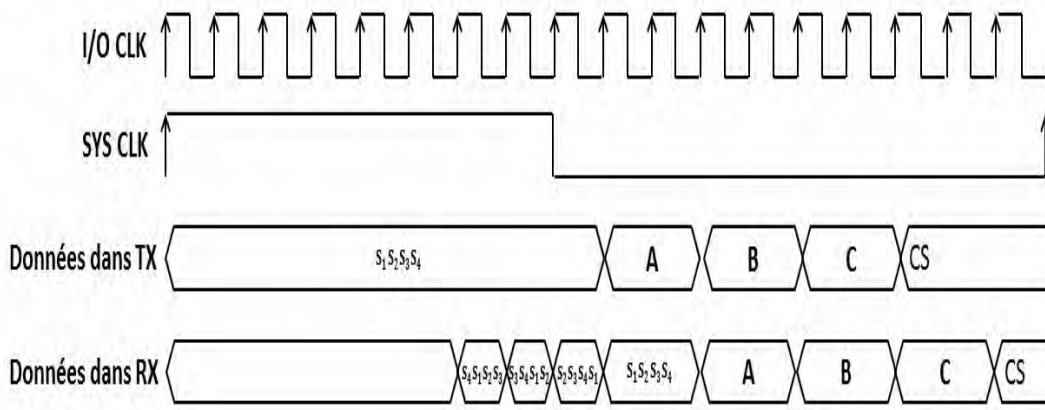 I/O CLK
SYS CLK
Données dans TX
s₁s₂s₃s₄
A
B
C
CS
Données dans RX
s₄s₁s₂s₃
s₃s₄s₁s₂
s₂s₃s₄s₁
s₁s₂s₃s₄
A
B
C
CS